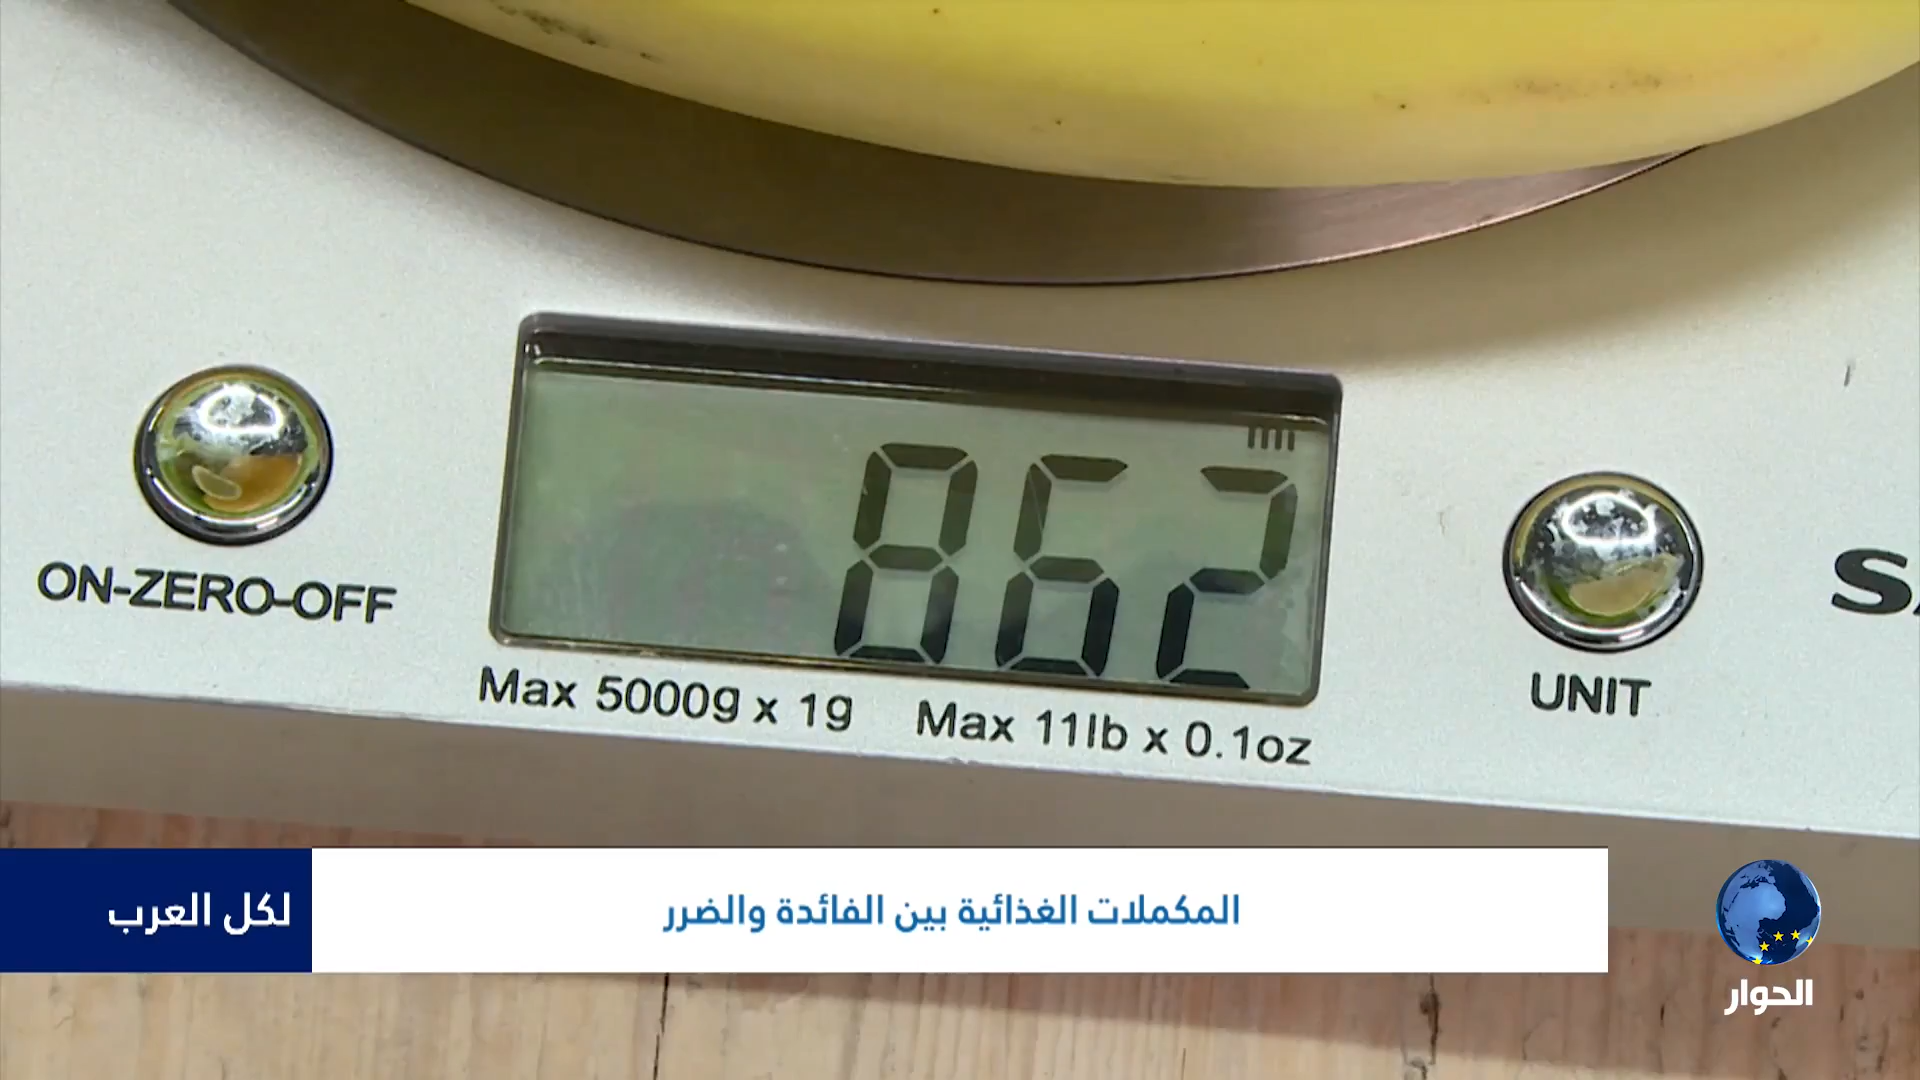 862
ON-ZERO-OFF
Max 5000g x 1g Max 11lb x 0.1oz
UNIT
المكملات الغذائية بين الفائدة والضرر
لكل العرب
الحوار